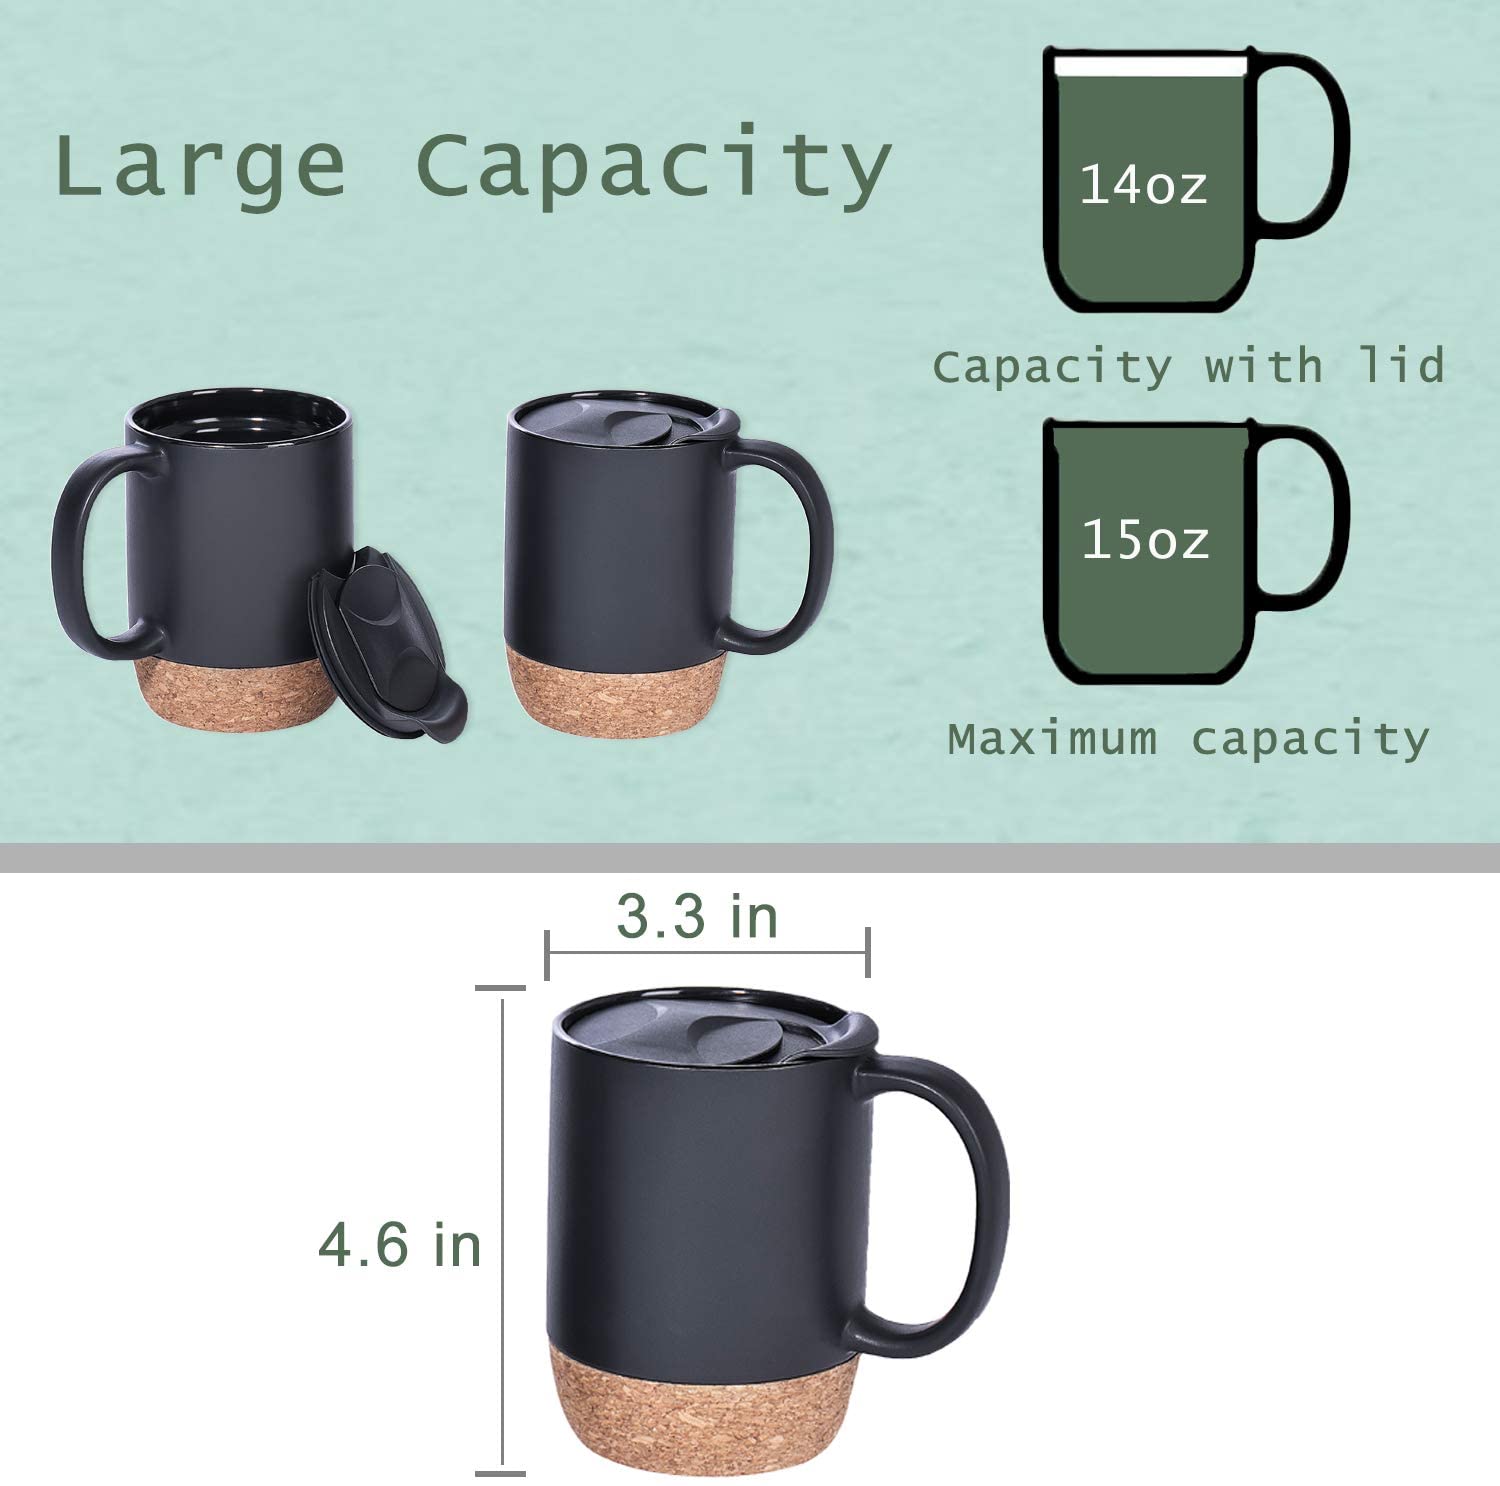 Large Capacity
14oz
Capacity with lid
15oz
Maximum capacity
3.3 in
4.6 in